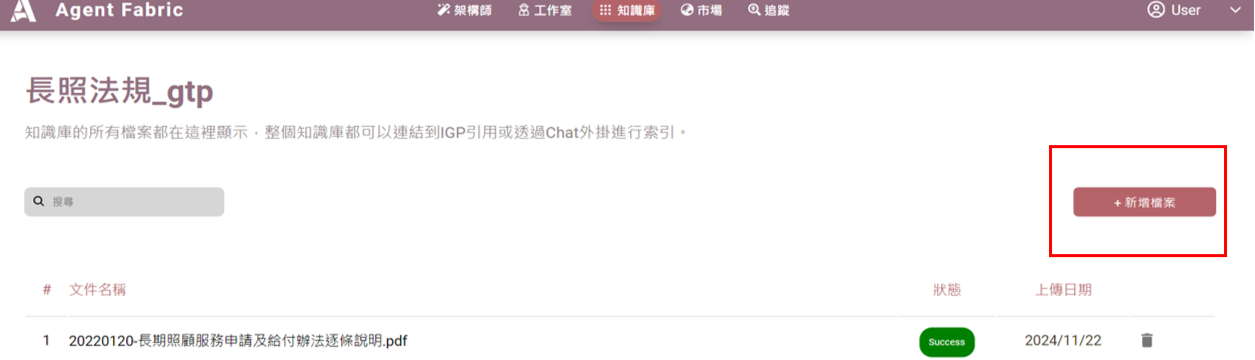 Agent Fabric 架構師 工作室 知識庫 市場 追蹤 User
長照法規_gtp
知識庫的所有檔案都在這裡顯示，整個知識庫都可以連結到IGP引用或透過Chat外掛進行索引。
搜尋 + 新增檔案
# 文件名稱 狀態 上傳日期
1 20220120-長期照顧服務申請及給付辦法逐條說明.pdf Success 2024/11/22